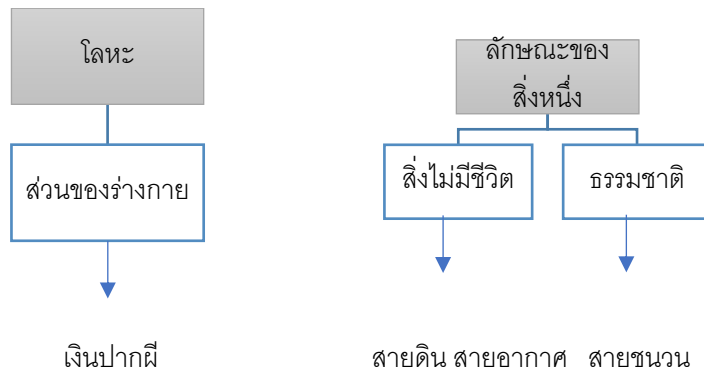 โลหะ
ส่วนของร่างกาย
เงินปากผี
ลักษณะของ
สิ่งหนึ่ง
สิ่งไม่มีชีวิต
ธรรมชาติ
สายดิน สายอากาศ
สายชนวน